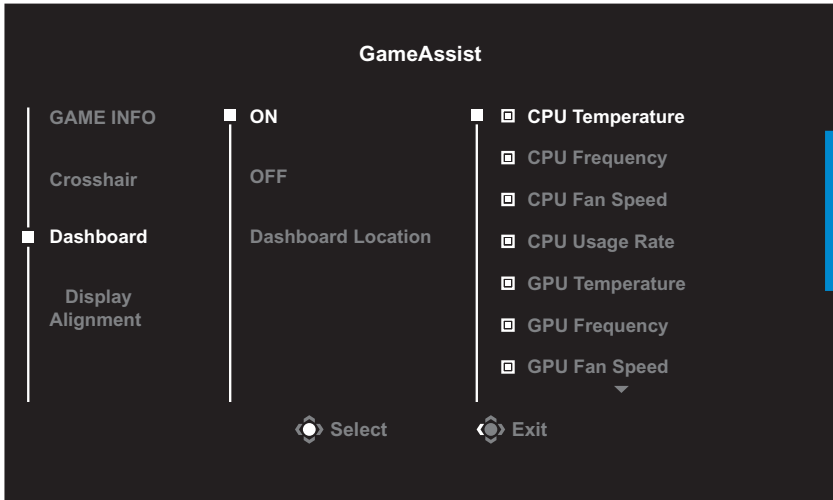 GameAssist
GAME INFO
Crosshair
Dashboard
Display
Alignment
ON
OFF
Dashboard Location
CPU Temperature
CPU Frequency
CPU Fan Speed
CPU Usage Rate
GPU Temperature
GPU Frequency
GPU Fan Speed
Select
Exit